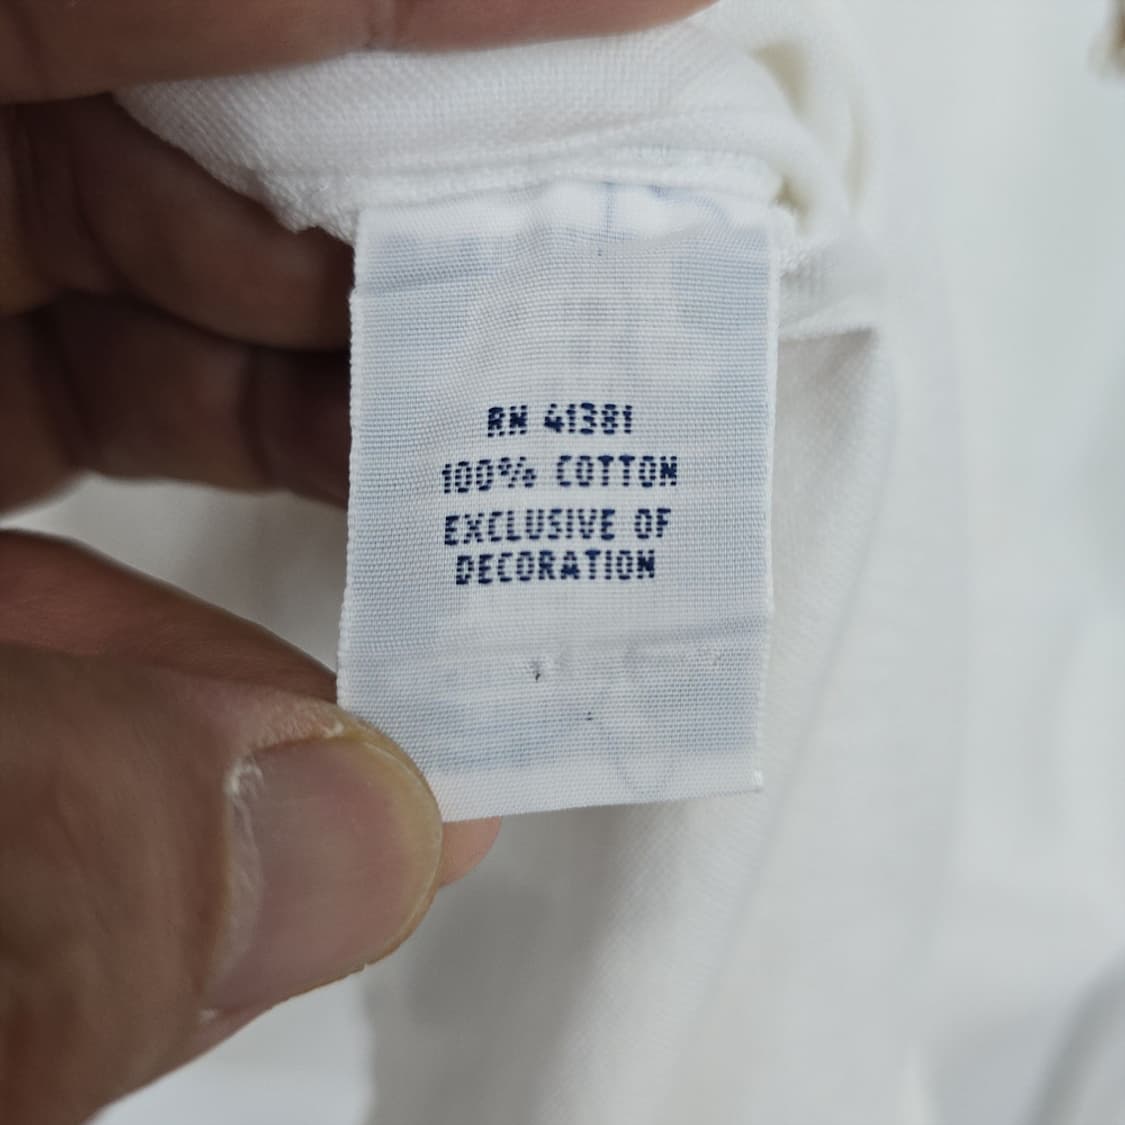 RN 41381
100% COTTON
EXCLUSIVE OF
DECORATION